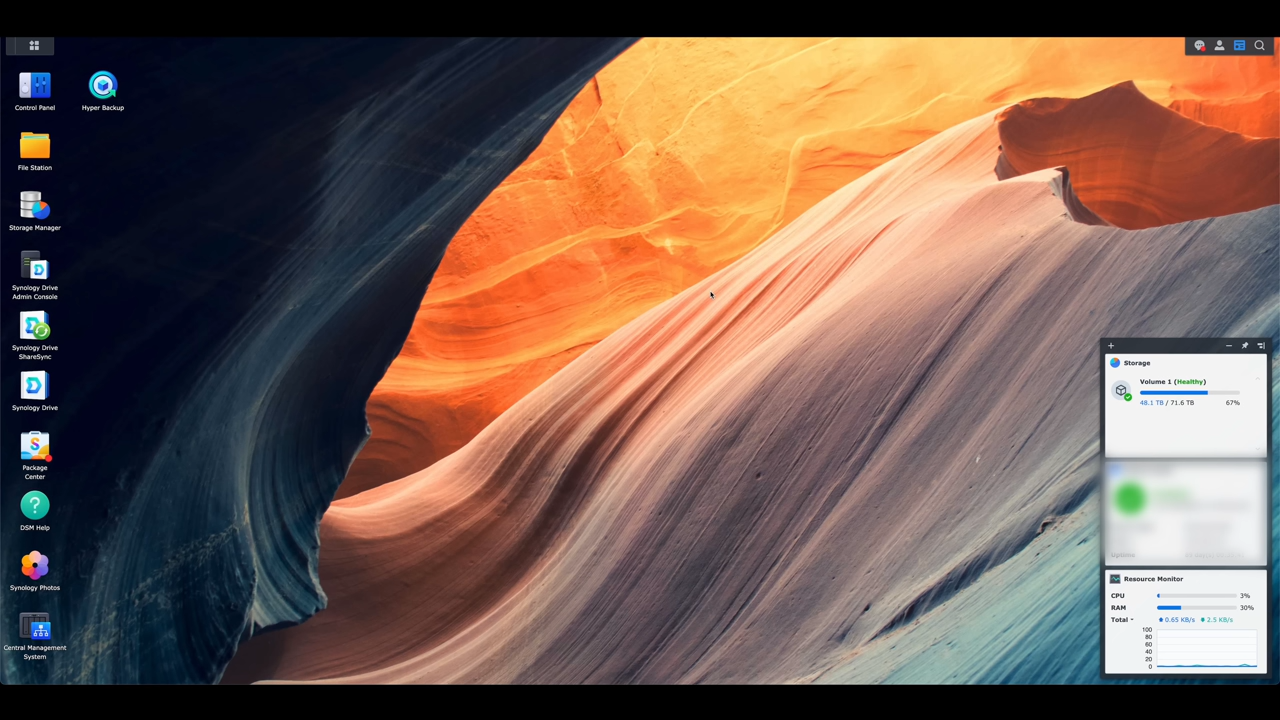 Control Panel
Hyper Backup
File Station
Storage Manager
Synology Drive
Admin Console
Synology Drive
ShareSync
Synology Drive
Package
Center
DSM Help
Synology Photos
Central Management
System
Storage
Volume 1 (Healthy)
48.1 TB / 71.6 TB 67%
Uptime
Resource Monitor
CPU 3%
RAM 30%
Total 0.65 KB/s 2.5 KB/s
100
80
60
40
20
0